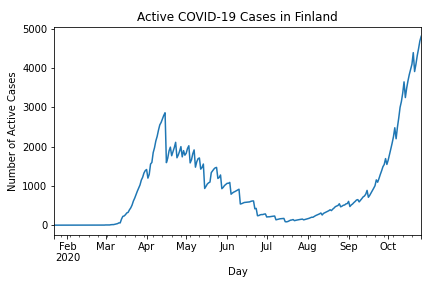 Active COVID-19 Cases in Finland
5000
4000
3000
2000
1000
0
Number of Active Cases
Feb Mar Apr May Jun Jul Aug Sep Oct
2020
Day